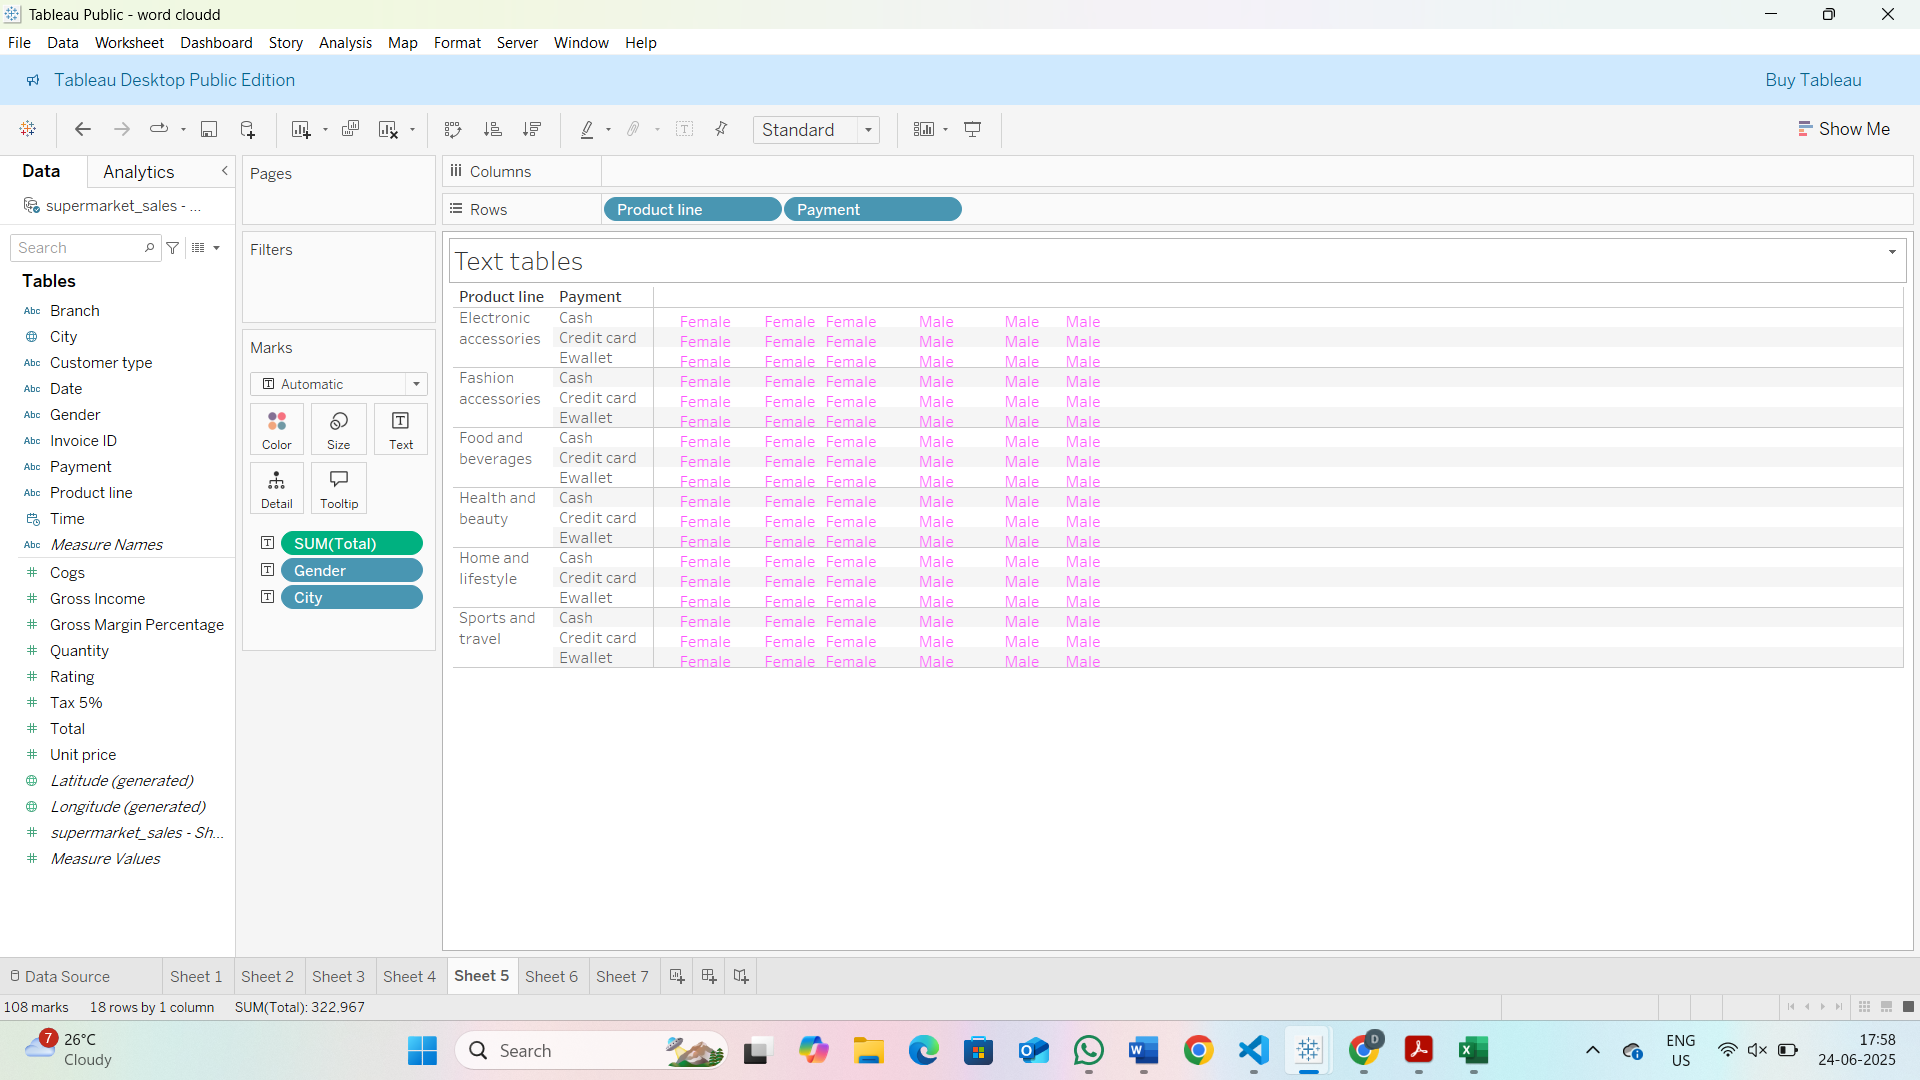 Tableau Public - word cloudd
File Data Worksheet Dashboard Story Analysis Map Format Server Window Help
Tableau Desktop Public Edition Buy Tableau
Standard Show Me
Data Analytics
supermarket_sales - ...
Search
Tables
Abc Branch
City
Abc Customer type
Abc Date
Abc Gender
Abc Invoice ID
Abc Payment
Abc Product line
Time
Abc Measure Names
Cogs
Gross Income
Gross Margin Percentage
Quantity
Rating
Tax 5%
Total
Unit price
Latitude (generated)
Longitude (generated)
supermarket_sales - Sh...
Measure Values
Pages
Filters
Marks
Automatic
Color Size Text
Detail Tooltip
SUM(Total)
Gender
City
Columns
Rows Product line Payment
Text tables
Product line Payment
Electronic accessories
Cash Female Female Female Male Male Male
Credit card Female Female Female Male Male Male
Ewallet Female Female Female Male Male Male
Fashion accessories
Cash Female Female Female Male Male Male
Credit card Female Female Female Male Male Male
Ewallet Female Female Female Male Male Male
Food and beverages
Cash Female Female Female Male Male Male
Credit card Female Female Female Male Male Male
Ewallet Female Female Female Male Male Male
Health and beauty
Cash Female Female Female Male Male Male
Credit card Female Female Female Male Male Male
Ewallet Female Female Female Male Male Male
Home and lifestyle
Cash Female Female Female Male Male Male
Credit card Female Female Female Male Male Male
Ewallet Female Female Female Male Male Male
Sports and travel
Cash Female Female Female Male Male Male
Credit card Female Female Female Male Male Male
Ewallet Female Female Female Male Male Male
Data Source Sheet 1 Sheet 2 Sheet 3 Sheet 4 Sheet 5 Sheet 6 Sheet 7
108 marks 18 rows by 1 column SUM(Total): 322,967
7 26°C
Cloudy
Search
D
ENG
US
17:58
24-06-2025